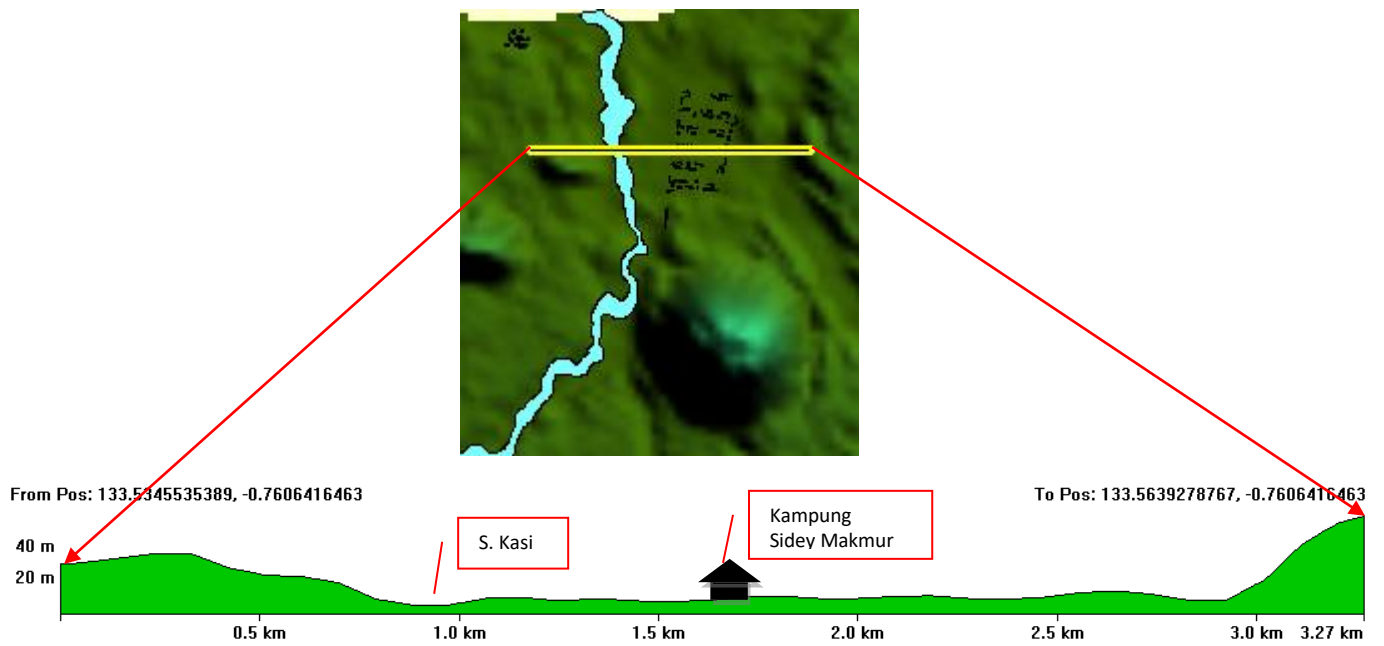 From Pos: 133.5345535389, -0.7606416463
To Pos: 133.5639278767, -0.7606416463
S. Kasi
Kampung
Sidey Makmur
40 m
20 m
0.5 km
1.0 km
1.5 km
2.0 km
2.5 km
3.0 km
3.27 km